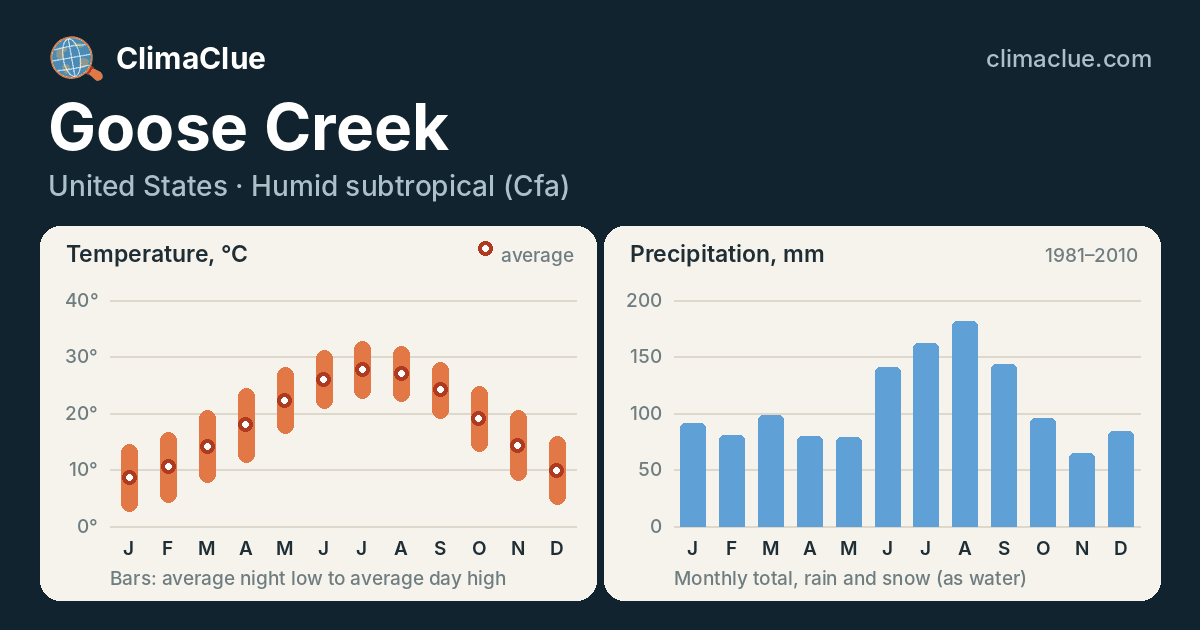 ClimaClue
climaclue.com
Goose Creek
United States · Humid subtropical (Cfa)
Temperature, °C
average
40°
30°
20°
10°
0°
J F M A M J J A S O N D
Bars: average night low to average day high
Precipitation, mm
1981–2010
200
150
100
50
0
J F M A M J J A S O N D
Monthly total, rain and snow (as water)